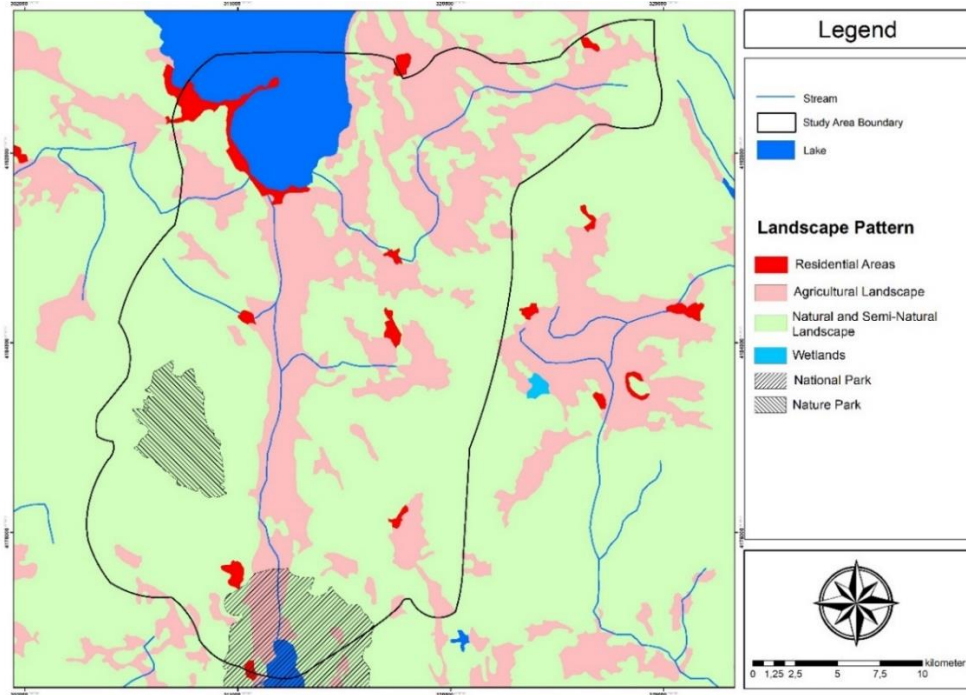 Legend
Stream
Study Area Boundary
Lake
Landscape Pattern
Residential Areas
Agricultural Landscape
Natural and Semi-Natural
Landscape
Wetlands
National Park
Nature Park
kilometer
0 1,25 2,5 5 7,5 10